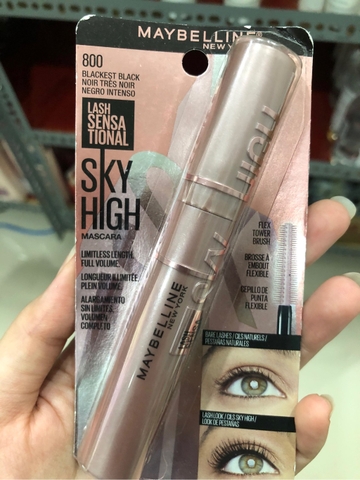 MAYBELLINE
NEW YORK
800
BLACKEST BLACK
NOIR TRÈS NOIR
NEGRO INTENSO
LASH
SENSA
TIONAL
SKY
HIGH
MASCARA
LIMITLESS LENGTH,
FULL VOLUME
LONGUEUR ILLIMITÉE,
PLEIN VOLUME
ALARGAMIENTO
SIN LÍMITES,
VOLUMEN
COMPLETO
FLEX
TOWER
BRUSH
BROSSE À
EMBOUT
FLEXIBLE
CEPILLO DE
PUNTA
FLEXIBLE
MAYBELLINE
NEW YORK
BARE LASHES / CILS NATURELS /
PESTAÑAS NATURALES
LASH LOOK / CILS SKY HIGH /
LOOK DE PESTAÑAS